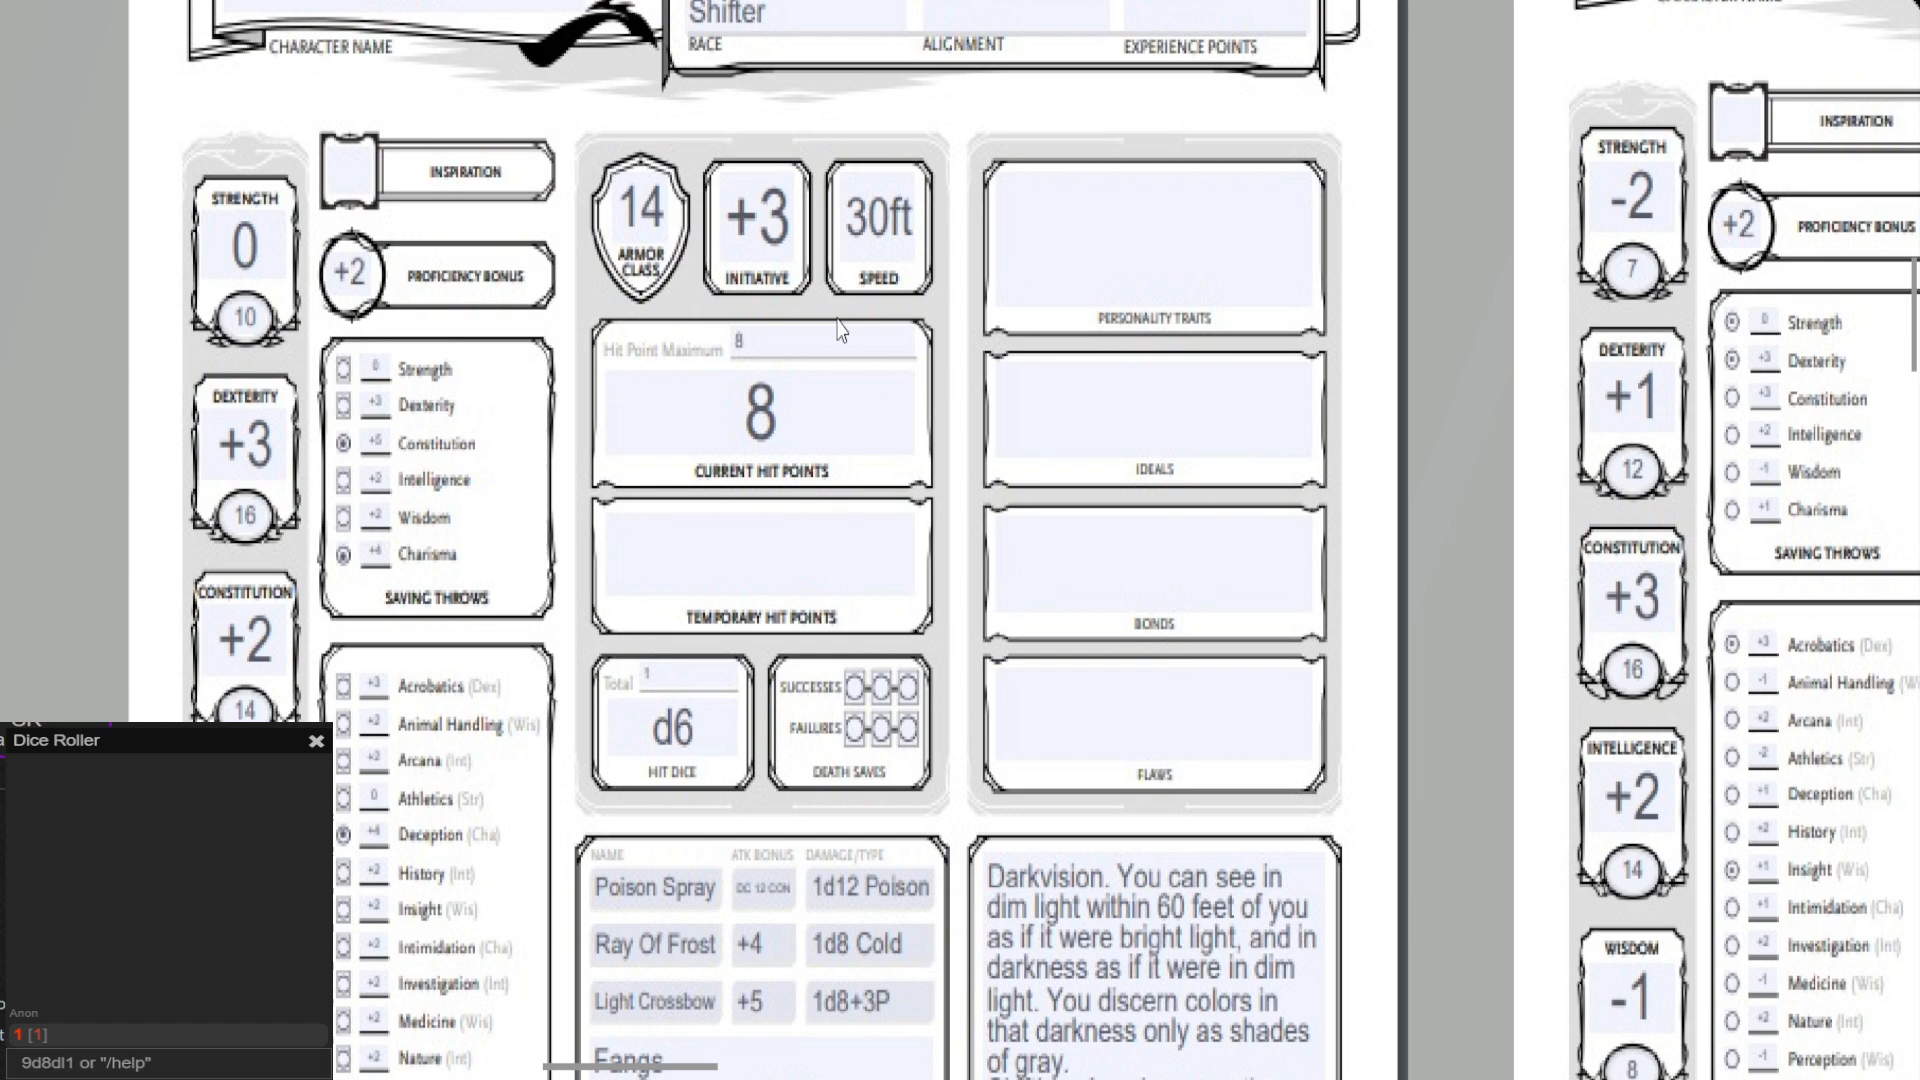 Shifter
CHARACTER NAME
RACE
ALIGNMENT
EXPERIENCE POINTS
STRENGTH
0
10
DEXTERITY
+3
16
CONSTITUTION
+2
14
INSPIRATION
+2
PROFICIENCY BONUS
0 Strength
+3 Dexterity
+5 Constitution
+2 Intelligence
+2 Wisdom
+4 Charisma
SAVING THROWS
+3 Acrobatics (Dex)
+2 Animal Handling (Wis)
+2 Arcana (Int)
0 Athletics (Str)
+4 Deception (Cha)
+2 History (Int)
+2 Insight (Wis)
+2 Intimidation (Cha)
+2 Investigation (Int)
+2 Medicine (Wis)
+2 Nature (Int)
14
ARMOR
CLASS
+3
INITIATIVE
30ft
SPEED
Hit Point Maximum 8
8
CURRENT HIT POINTS
TEMPORARY HIT POINTS
Total 1
d6
HIT DICE
SUCCESSES
FAILURES
DEATH SAVES
NAME ATK BONUS DAMAGE/TYPE
Poison Spray DC 12 CON 1d12 Poison
Ray Of Frost +4 1d8 Cold
Light Crossbow +5 1d8+3P
Fangs
PERSONALITY TRAITS
IDEALS
BONDS
FLAWS
Darkvision. You can see in
dim light within 60 feet of you
as if it were bright light, and in
darkness as if it were in dim
light. You discern colors in
that darkness only as shades
of gray.
Dice Roller
Anon
1 [1]
9d8dl1 or "/help"
STRENGTH
-2
7
DEXTERITY
+1
12
CONSTITUTION
+3
16
INTELLIGENCE
+2
14
WISDOM
-1
8
INSPIRATION
+2
PROFICIENCY BONUS
0 Strength
+3 Dexterity
+3 Constitution
+2 Intelligence
-1 Wisdom
+1 Charisma
SAVING THROWS
+3 Acrobatics (Dex)
-1 Animal Handling
+2 Arcana (Int)
-2 Athletics (Str)
+1 Deception (Cha)
+2 History (Int)
+1 Insight (Wis)
+1 Intimidation (Cha)
+2 Investigation (Int)
-1 Medicine (Wis)
+2 Nature (Int)
-1 Perception (Wis)